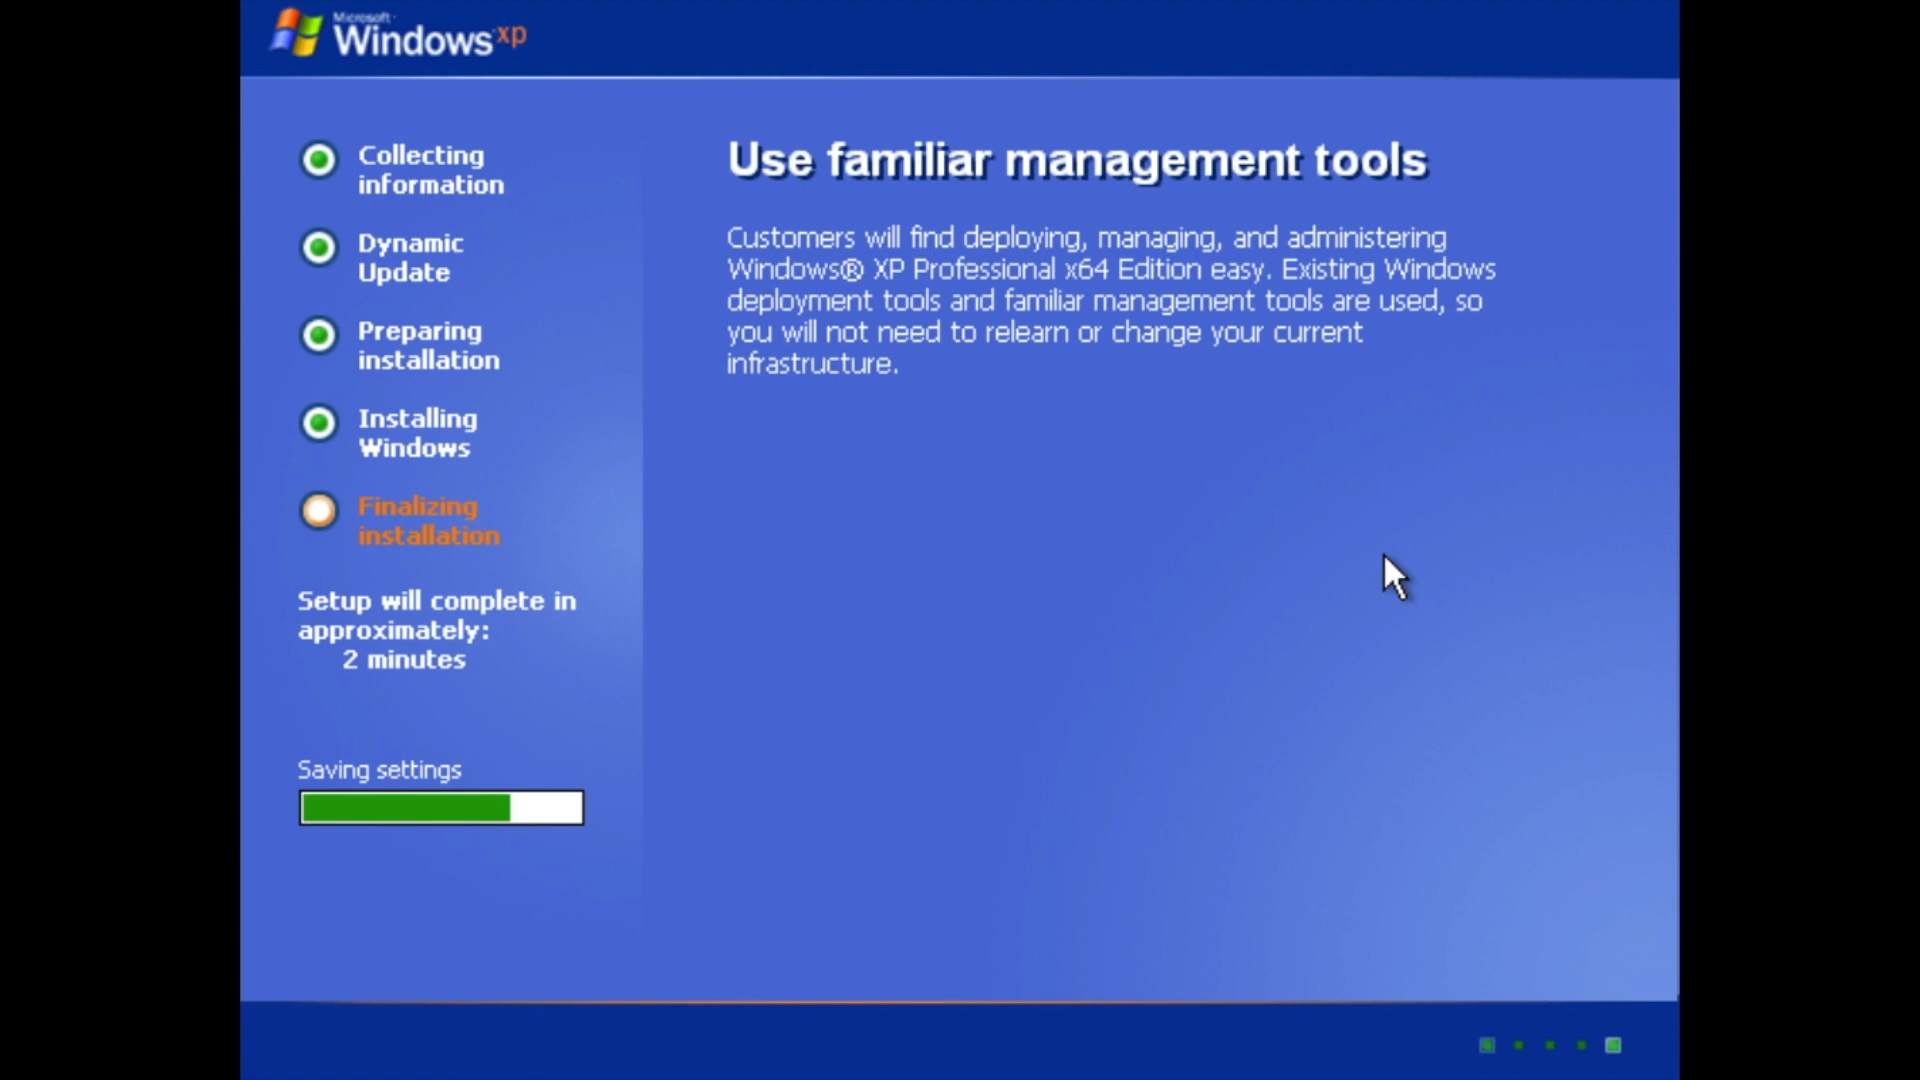 Microsoft
Windows xp
Collecting
information
Dynamic
Update
Preparing
installation
Installing
Windows
Finalizing
installation
Setup will complete in
approximately:
2 minutes
Saving settings
Use familiar management tools
Customers will find deploying, managing, and administering
Windows® XP Professional x64 Edition easy. Existing Windows
deployment tools and familiar management tools are used, so
you will not need to relearn or change your current
infrastructure.